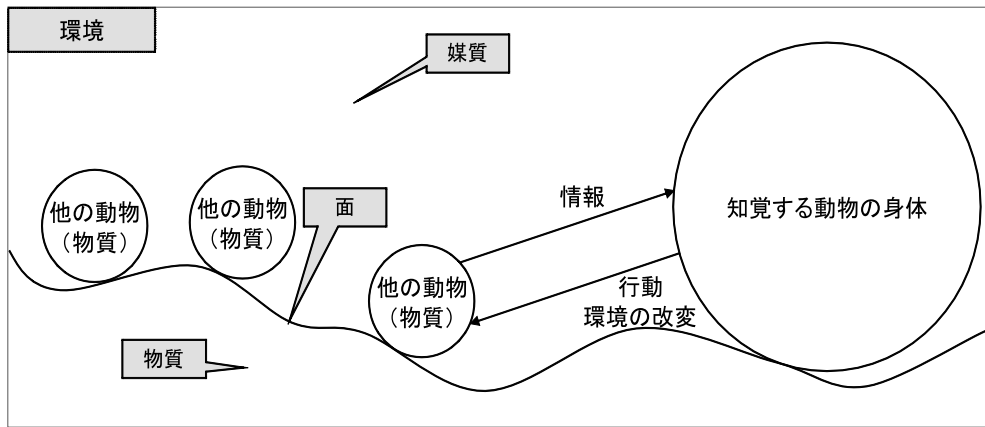 環境
媒質
他の動物
（物質）
他の動物
（物質）
面
情報
知覚する動物の身体
他の動物
（物質）
行動
環境の改変
物質